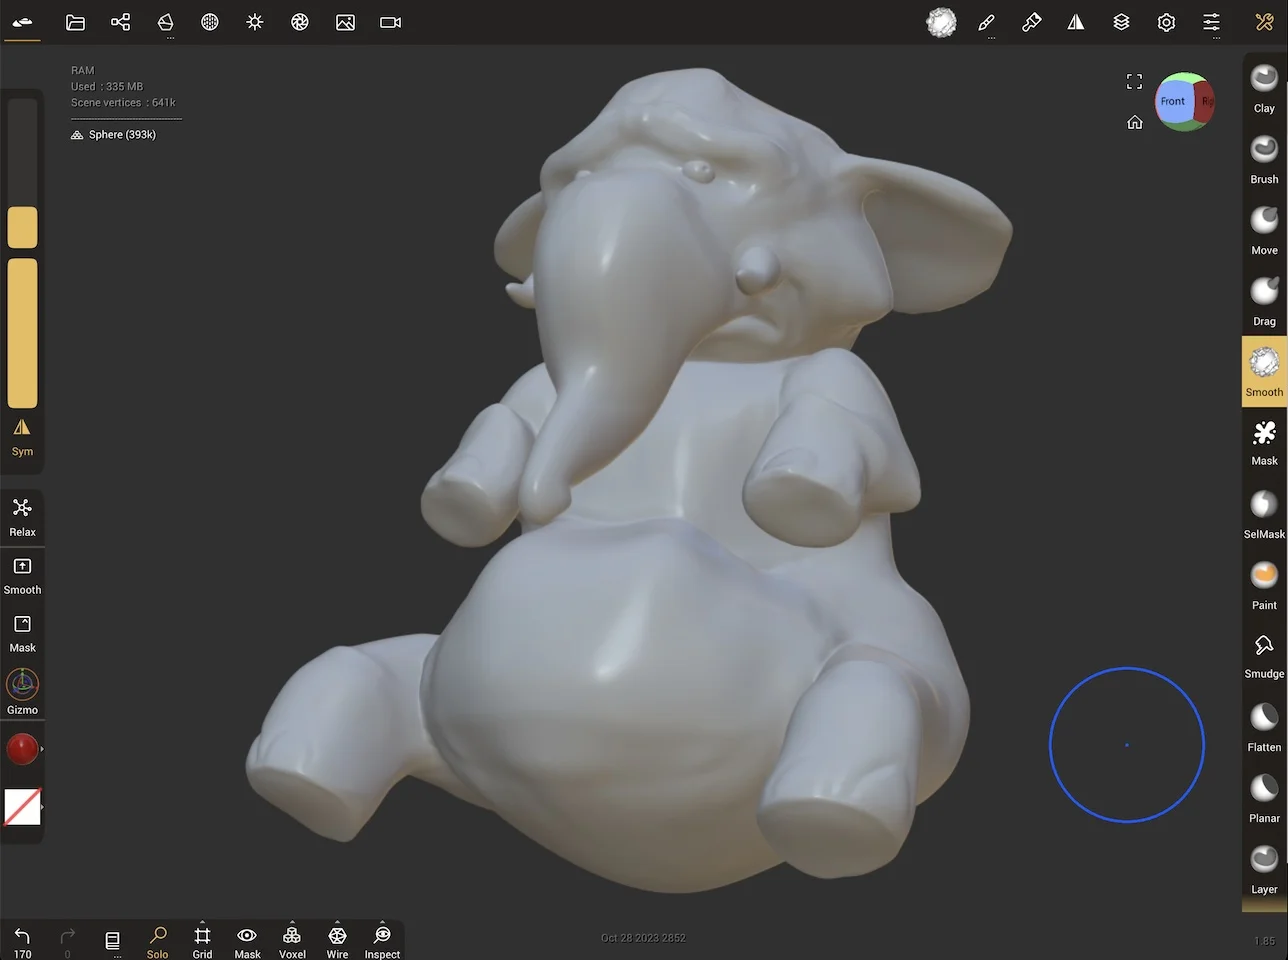 RAM
Used : 335 MB
Scene vertices : 641k
Sphere (393k)
Front
Rig
Sym
Relax
Smooth
Mask
Gizmo
Clay
Brush
Move
Drag
Smooth
Mask
SelMask
Paint
Smudge
Flatten
Planar
Layer
170
0
...
Solo
Grid
Mask
Voxel
Wire
Inspect
Oct 28 2023 2852
1.85